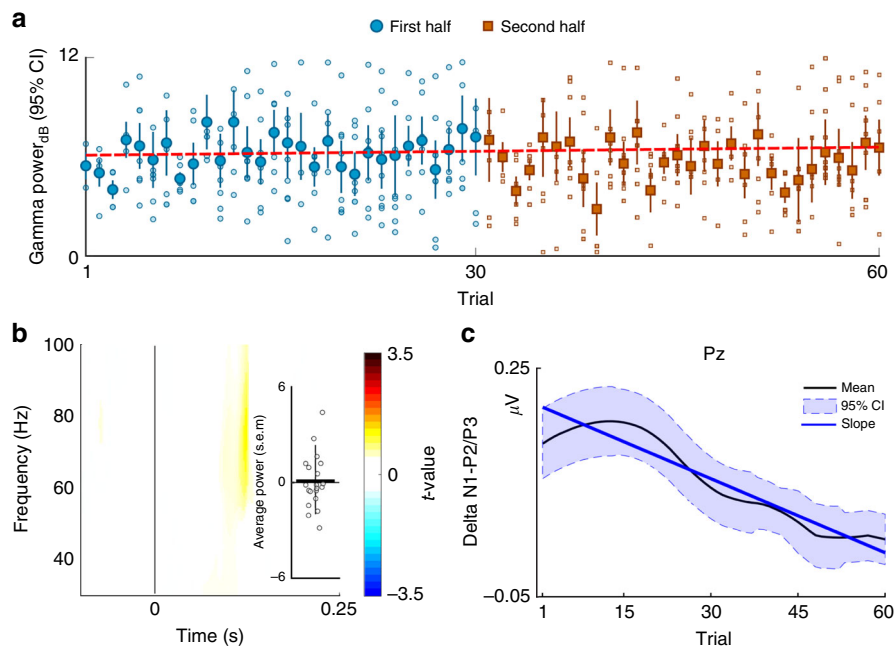 a
First half
Second half
Gamma power dB (95% CI)
12
0
1
30
60
Trial
b
Frequency (Hz)
100
80
60
40
0
0.25
Time (s)
Average power (s.e.m)
6
0
−6
3.5
0
−3.5
t-value
c
Pz
Delta N1-P2/P3
μV
0.25
−0.05
Mean
95% CI
Slope
1
15
30
45
60
Trial